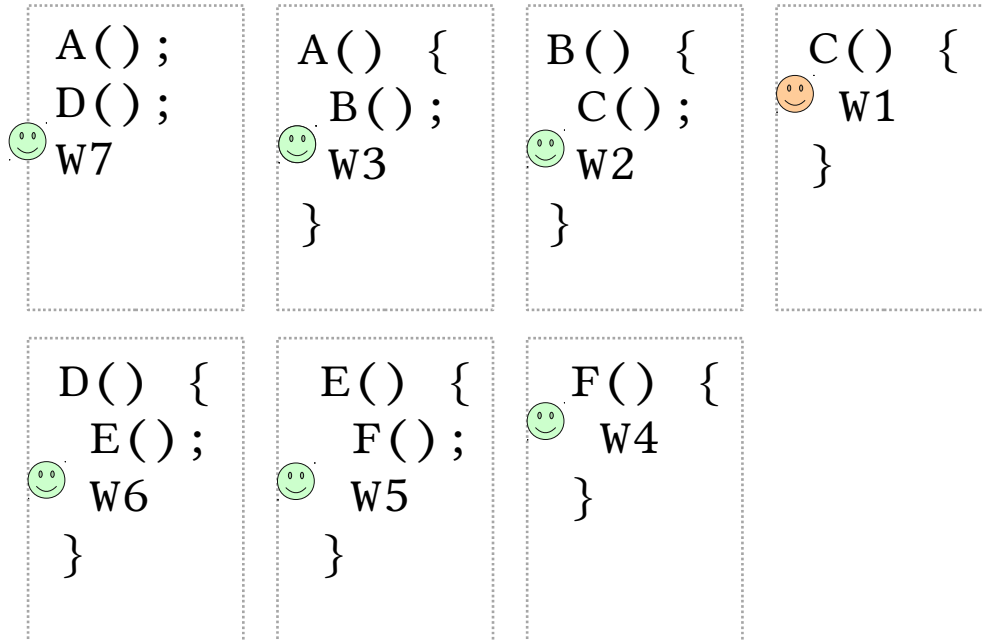 A();
D();
W7
A() {
B();
W3
}
B() {
C();
W2
}
C() {
W1
}
D() {
E();
W6
}
E() {
F();
W5
}
F() {
W4
}